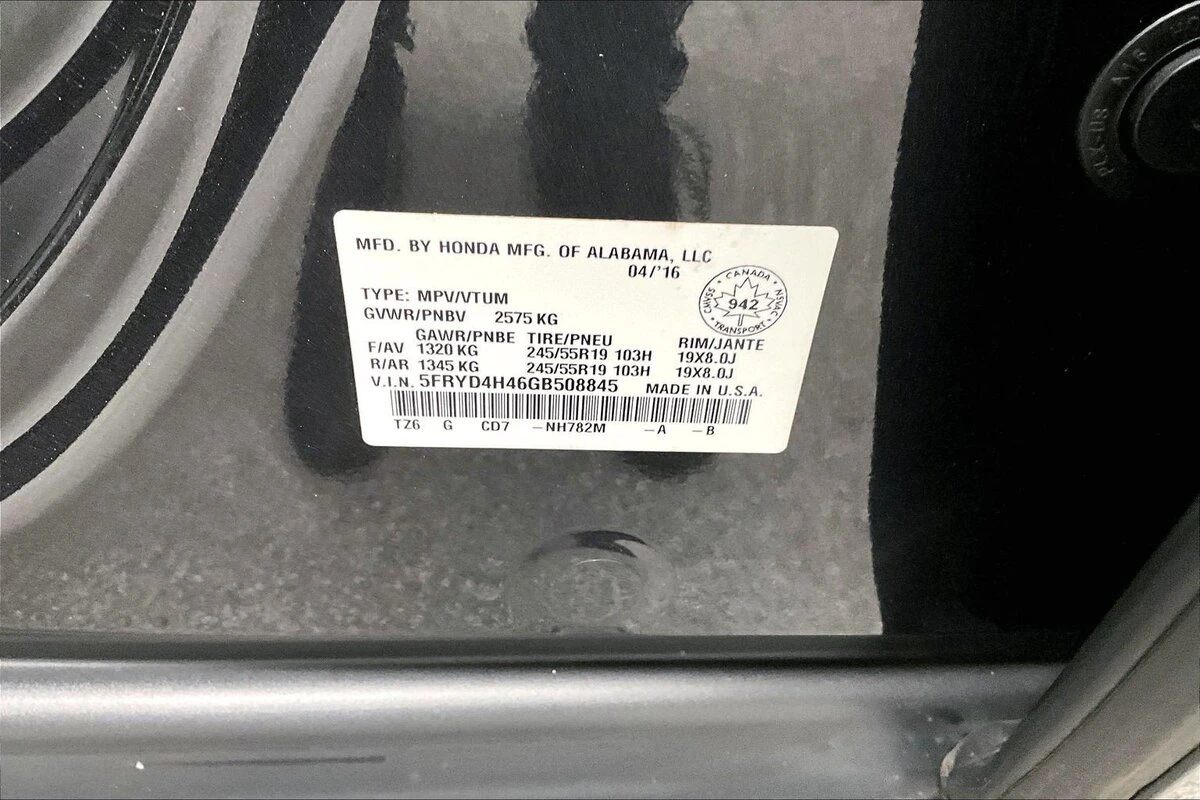 MFD. BY HONDA MFG. OF ALABAMA, LLC
04/'16
TYPE: MPV/VTUM
GVWR/PNBV 2575 KG
GAWR/PNBE TIRE/PNEU RIM/JANTE
F/AV 1320 KG 245/55R19 103H 19X8.0J
R/AR 1345 KG 245/55R19 103H 19X8.0J
V.I.N. 5FRYD4H46GB508845 MADE IN U.S.A.
TZ6 G CD7 –NH782M –A –B
CANADA
CMVSS 942 NSVAC
TRANSPORT